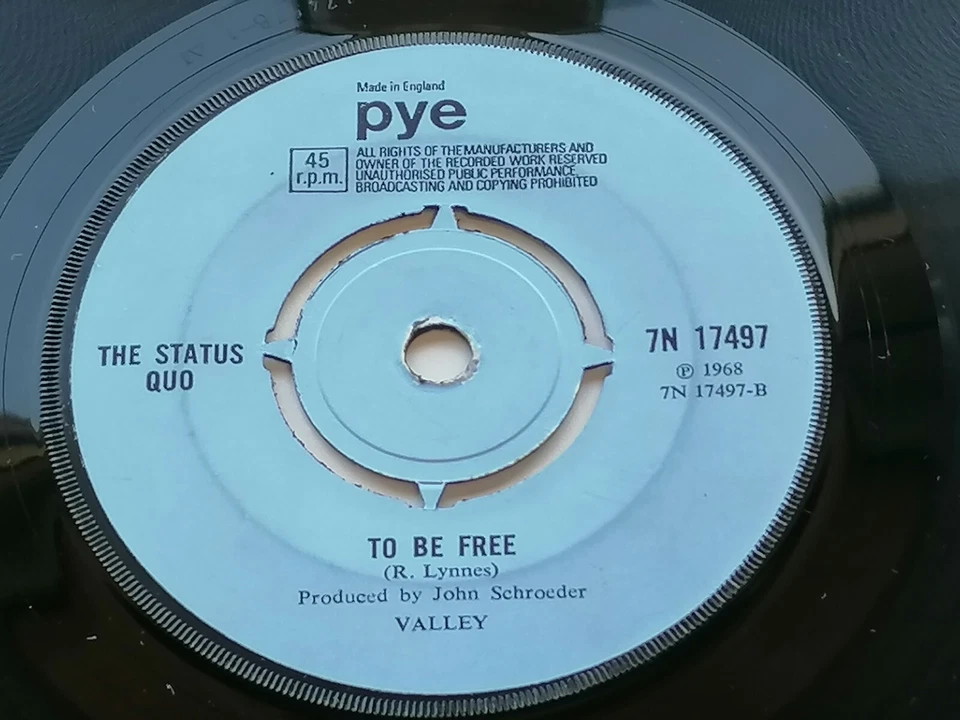 Made in England
pye
45
r.p.m.
ALL RIGHTS OF THE MANUFACTURERS AND
OWNER OF THE RECORDED WORK RESERVED
UNAUTHORISED PUBLIC PERFORMANCE,
BROADCASTING AND COPYING PROHIBITED
THE STATUS
QUO
7N 17497
Ⓟ 1968
7N 17497-B
TO BE FREE
(R. Lynnes)
Produced by John Schroeder
VALLEY